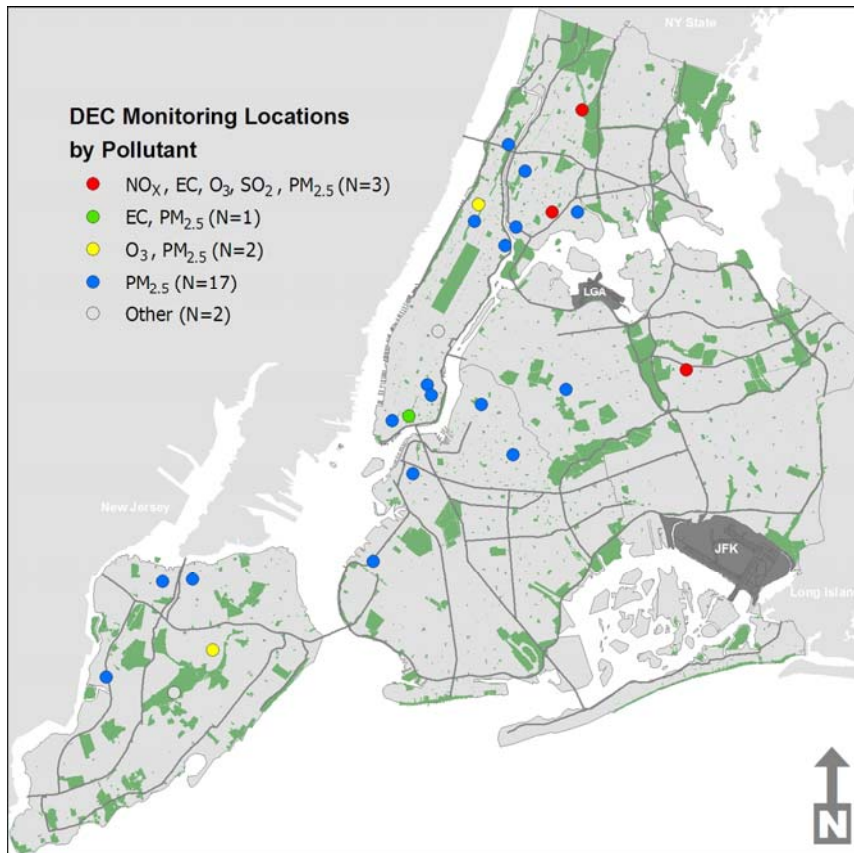 NY State
DEC Monitoring Locations
by Pollutant
NOX, EC, O3, SO2, PM2.5 (N=3)
EC, PM2.5 (N=1)
O3, PM2.5 (N=2)
PM2.5 (N=17)
Other (N=2)
LGA
New Jersey
JFK
Long Island
N